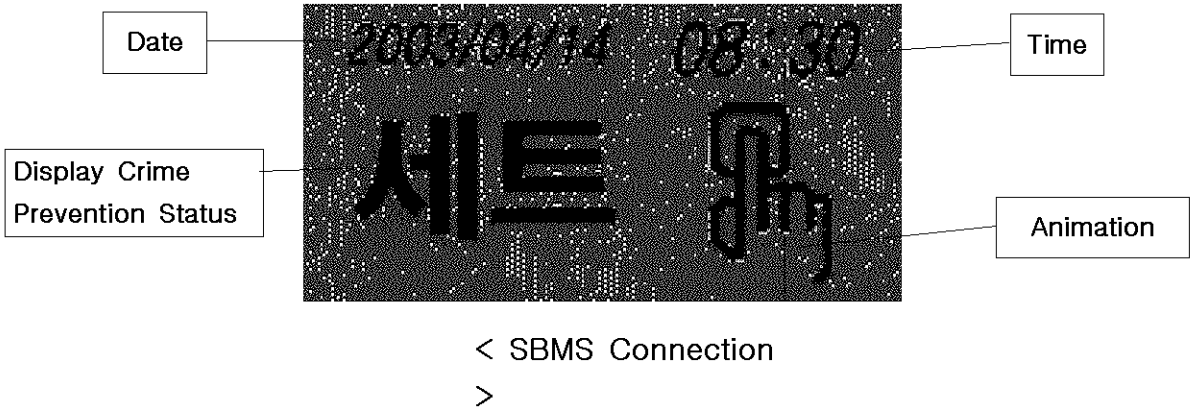 Date
2003/04/14
08:30
Time
Display Crime
Prevention Status
세트
Animation
< SBMS Connection
>